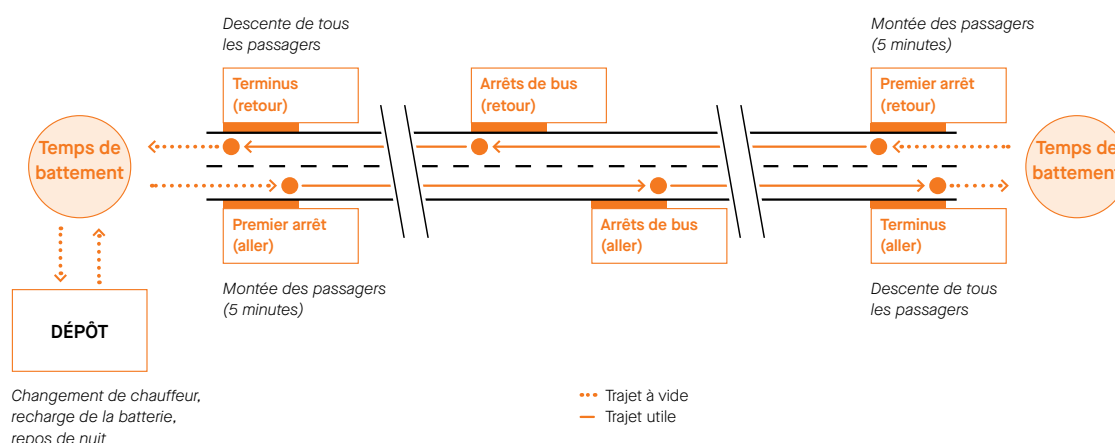 Descente de tous
les passagers
Montée des passagers
(5 minutes)
Terminus
(retour)
Arrêts de bus
(retour)
Premier arrêt
(retour)
Temps de
battement
Temps de
battement
Premier arrêt
(aller)
Arrêts de bus
(aller)
Terminus
(aller)
Montée des passagers
(5 minutes)
Descente de tous
les passagers
DÉPÔT
Changement de chauffeur,
recharge de la batterie,
repos de nuit
Trajet à vide
Trajet utile